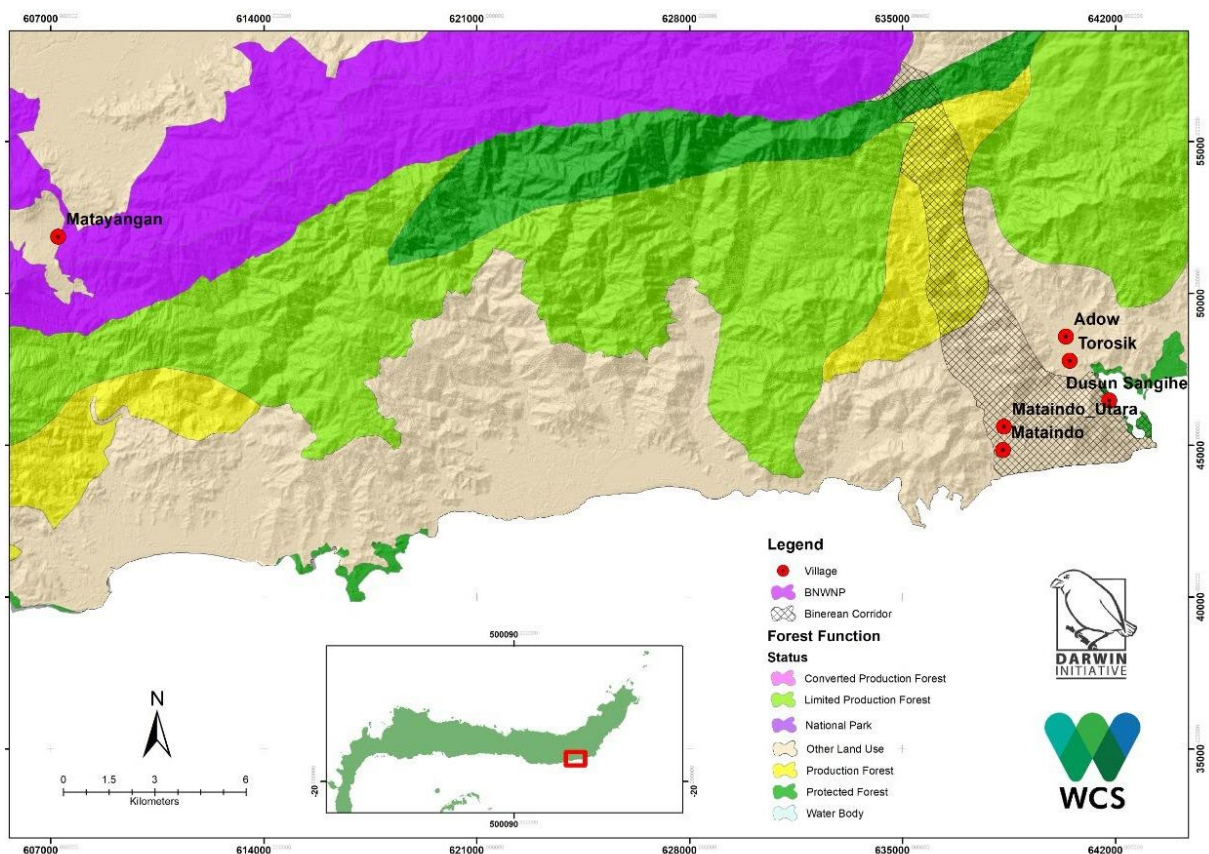 607000 614000 621000 628000 635000 642000
55000
Matayangan
50000
Adow
Torosik
Dusun Sangihe
Mataindo_Utara
Mataindo
45000
40000
35000
Legend
Village
BNWNP
Binerean Corridor
Forest Function
Status
Converted Production Forest
Limited Production Forest
National Park
Other Land Use
Production Forest
Protected Forest
Water Body
DARWIN
INITIATIVE
WCS
N
0 1.5 3 6
Kilometers
500090
-20
-20
500090
607000 614000 621000 628000 635000 642000